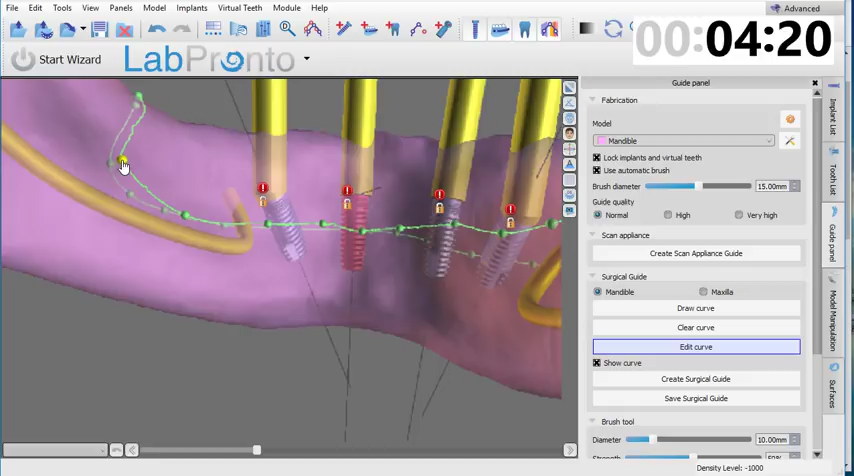 File Edit Tools View Panels Model Implants Virtual Teeth Module Help
Advanced
00:04:20
Start Wizard
LabPronto
Guide panel
Fabrication
Model
Mandible
Lock implants and virtual teeth
Use automatic brush
Brush diameter 15.00mm
Guide quality
Normal High Very high
Scan appliance
Create Scan Appliance Guide
Surgical Guide
Mandible Maxilla
Draw curve
Clear curve
Edit curve
Show curve
Create Surgical Guide
Save Surgical Guide
Brush tool
Diameter 10.00mm
Implant List
Tooth List
Guide panel
Model Manipulation
Surfaces
Density Level: -1000